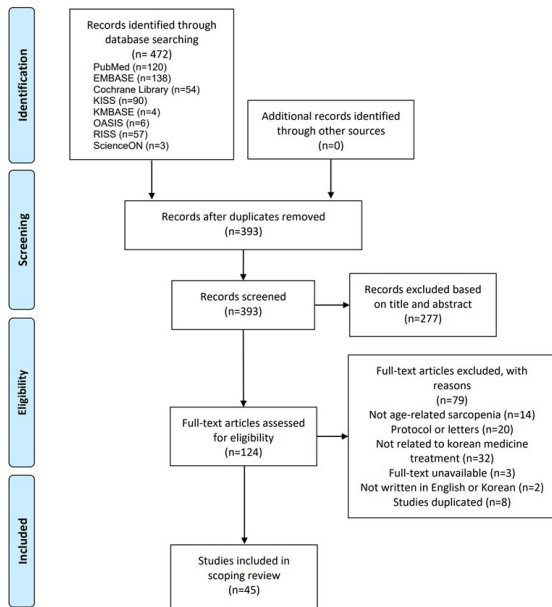 Identification
Records identified through
database searching
(n= 472)
PubMed (n=120)
EMBASE (n=138)
Cochrane Library (n=54)
KISS (n=90)
KMBASE (n=4)
OASIS (n=6)
RISS (n=57)
ScienceON (n=3)
Additional records identified
through other sources
(n=0)
Screening
Records after duplicates removed
(n=393)
Records screened
(n=393)
Records excluded based
on title and abstract
(n=277)
Eligibility
Full-text articles assessed
for eligibility
(n=124)
Full-text articles excluded, with
reasons
(n=79)
Not age-related sarcopenia (n=14)
Protocol or letters (n=20)
Not related to korean medicine
treatment (n=32)
Full-text unavailable (n=3)
Not written in English or Korean (n=2)
Studies duplicated (n=8)
Included
Studies included in
scoping review
(n=45)